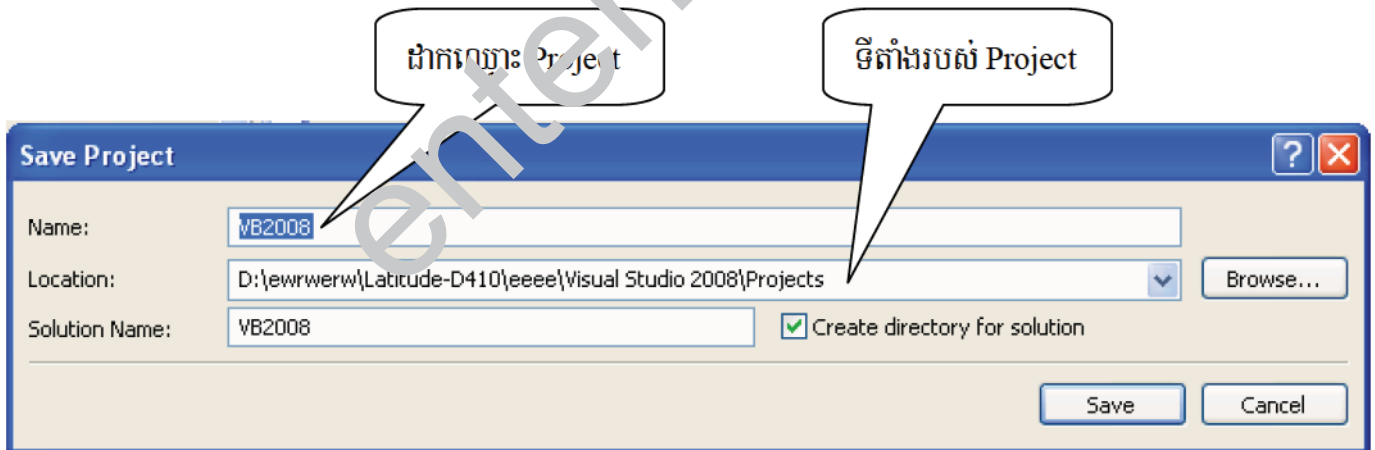 ដាកឈ្មោះ Project
ទីតាំងរបស់ Project
Save Project
Name:
VB2008
Location:
D:\ewrwerw\Latitude-D410\eeee\Visual Studio 2008\Projects
Browse...
Solution Name:
VB2008
Create directory for solution
Save
Cancel